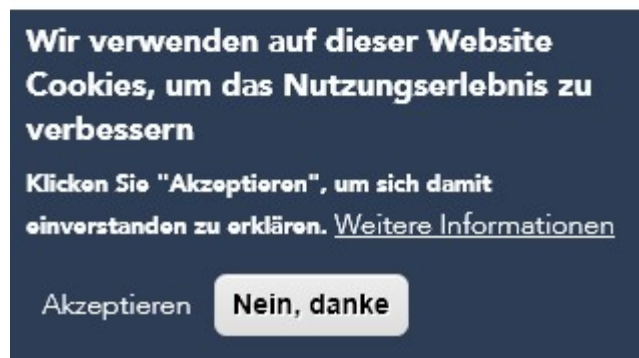 Wir verwenden auf dieser Website
Cookies, um das Nutzungserlebnis zu
verbessern
Klicken Sie "Akzeptieren", um sich damit
einverstanden zu erklären. Weitere Informationen
Akzeptieren Nein, danke